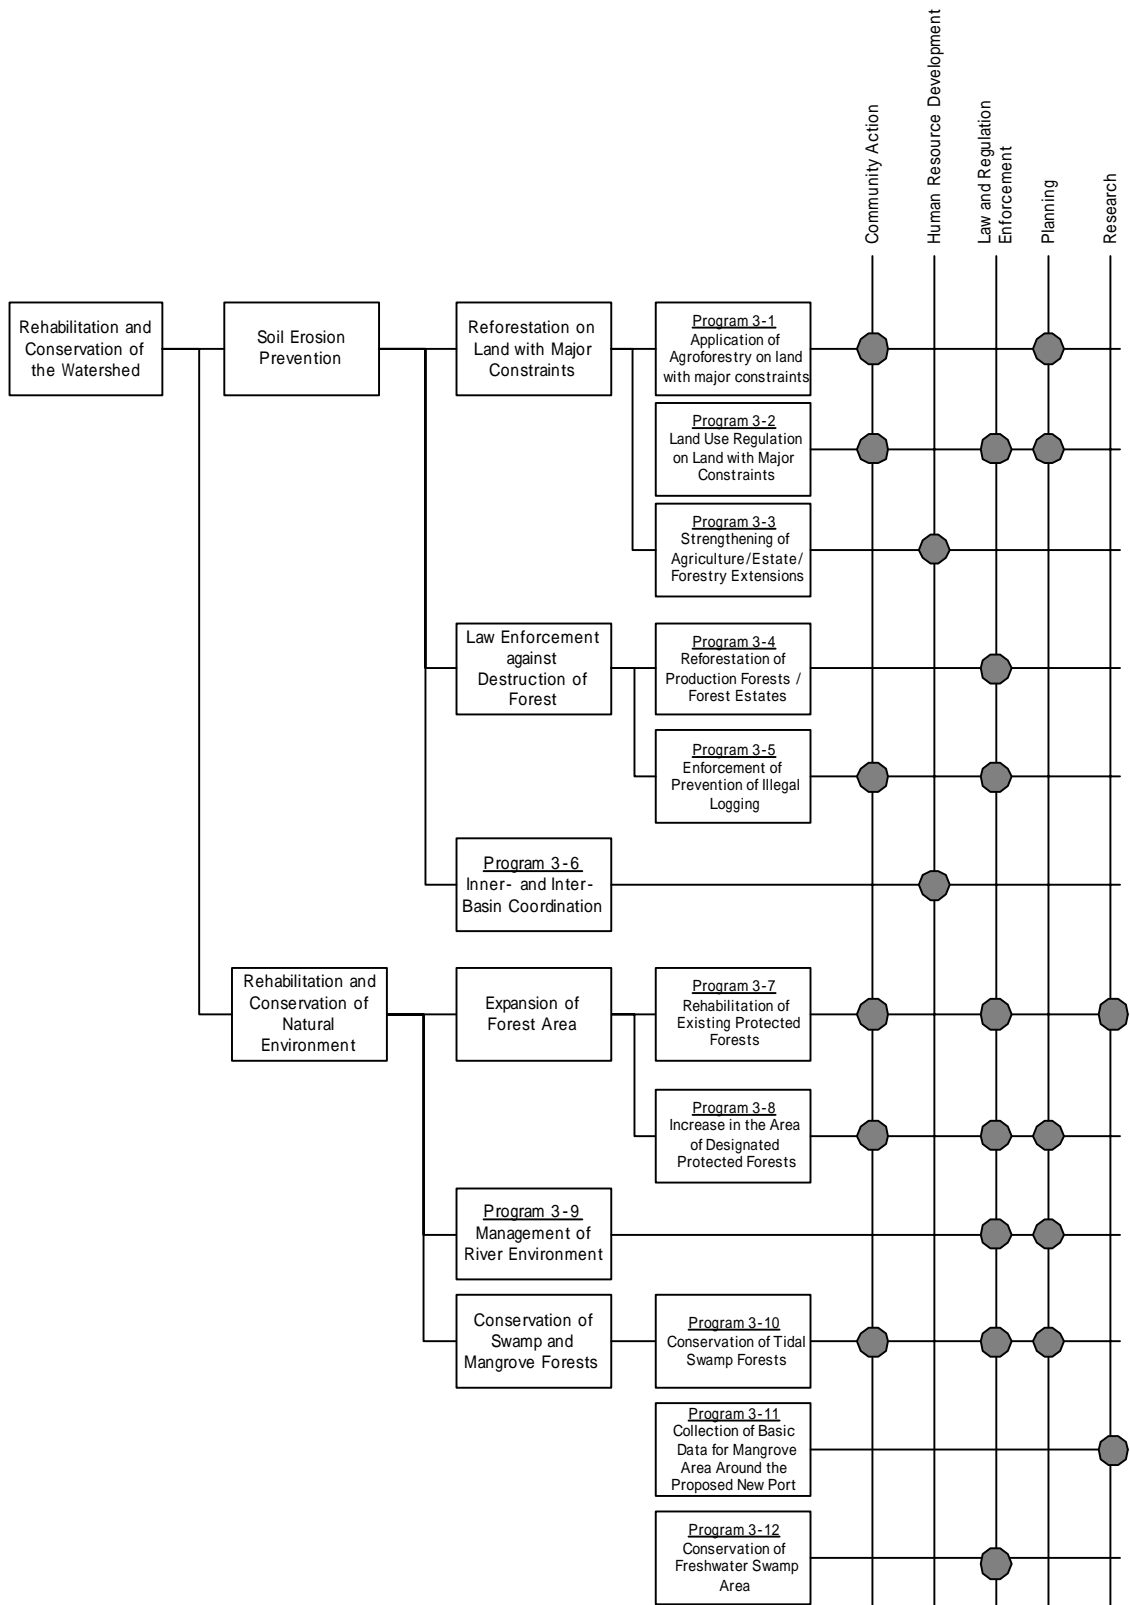 Community Action
Human Resource Development
Law and Regulation
Enforcement
Planning
Research
Rehabilitation and
Conservation of
the Watershed
Soil Erosion
Prevention
Reforestation on
Land with Major
Constraints
Program 3-1
Application of
Agroforestry on land
with major constraints
Program 3-2
Land Use Regulation
on Land with Major
Constraints
Program 3-3
Strengthening of
Agriculture/Estate/
Forestry Extensions
Law Enforcement
against
Destruction of
Forest
Program 3-4
Reforestation of
Production Forests /
Forest Estates
Program 3-5
Enforcement of
Prevention of Illegal
Logging
Program 3-6
Inner- and Inter-
Basin Coordination
Rehabilitation and
Conservation of
Natural
Environment
Expansion of
Forest Area
Program 3-7
Rehabilitation of
Existing Protected
Forests
Program 3-8
Increase in the Area
of Designated
Protected Forests
Program 3-9
Management of
River Environment
Conservation of
Swamp and
Mangrove Forests
Program 3-10
Conservation of Tidal
Swamp Forests
Program 3-11
Collection of Basic
Data for Mangrove
Area Around the
Proposed New Port
Program 3-12
Conservation of
Freshwater Swamp
Area